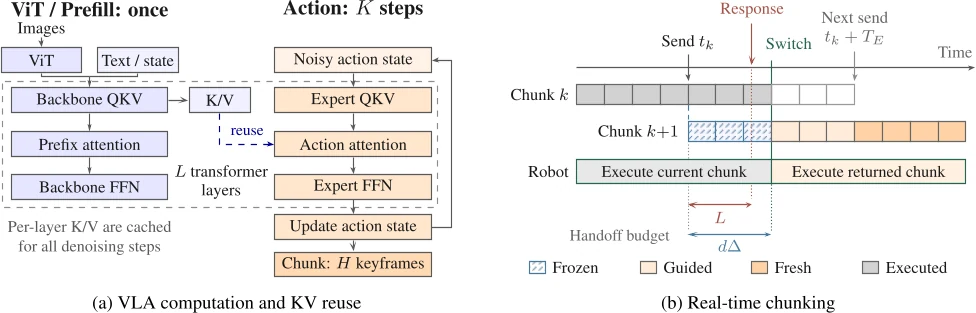 ViT / Prefill: once
Images
ViT
Text / state
Backbone QKV
K/V
Prefix attention
reuse
Backbone FFN
L transformer
layers
Per-layer K/V are cached
for all denoising steps
Action: K steps
Noisy action state
Expert QKV
Action attention
Expert FFN
Update action state
Chunk: H keyframes
(a) VLA computation and KV reuse
Response
Next send
t_k + T_E
Send t_k
Switch
Time
Chunk k
Chunk k+1
Robot
Execute current chunk
Execute returned chunk
L
Handoff budget
dΔ
Frozen
Guided
Fresh
Executed
(b) Real-time chunking